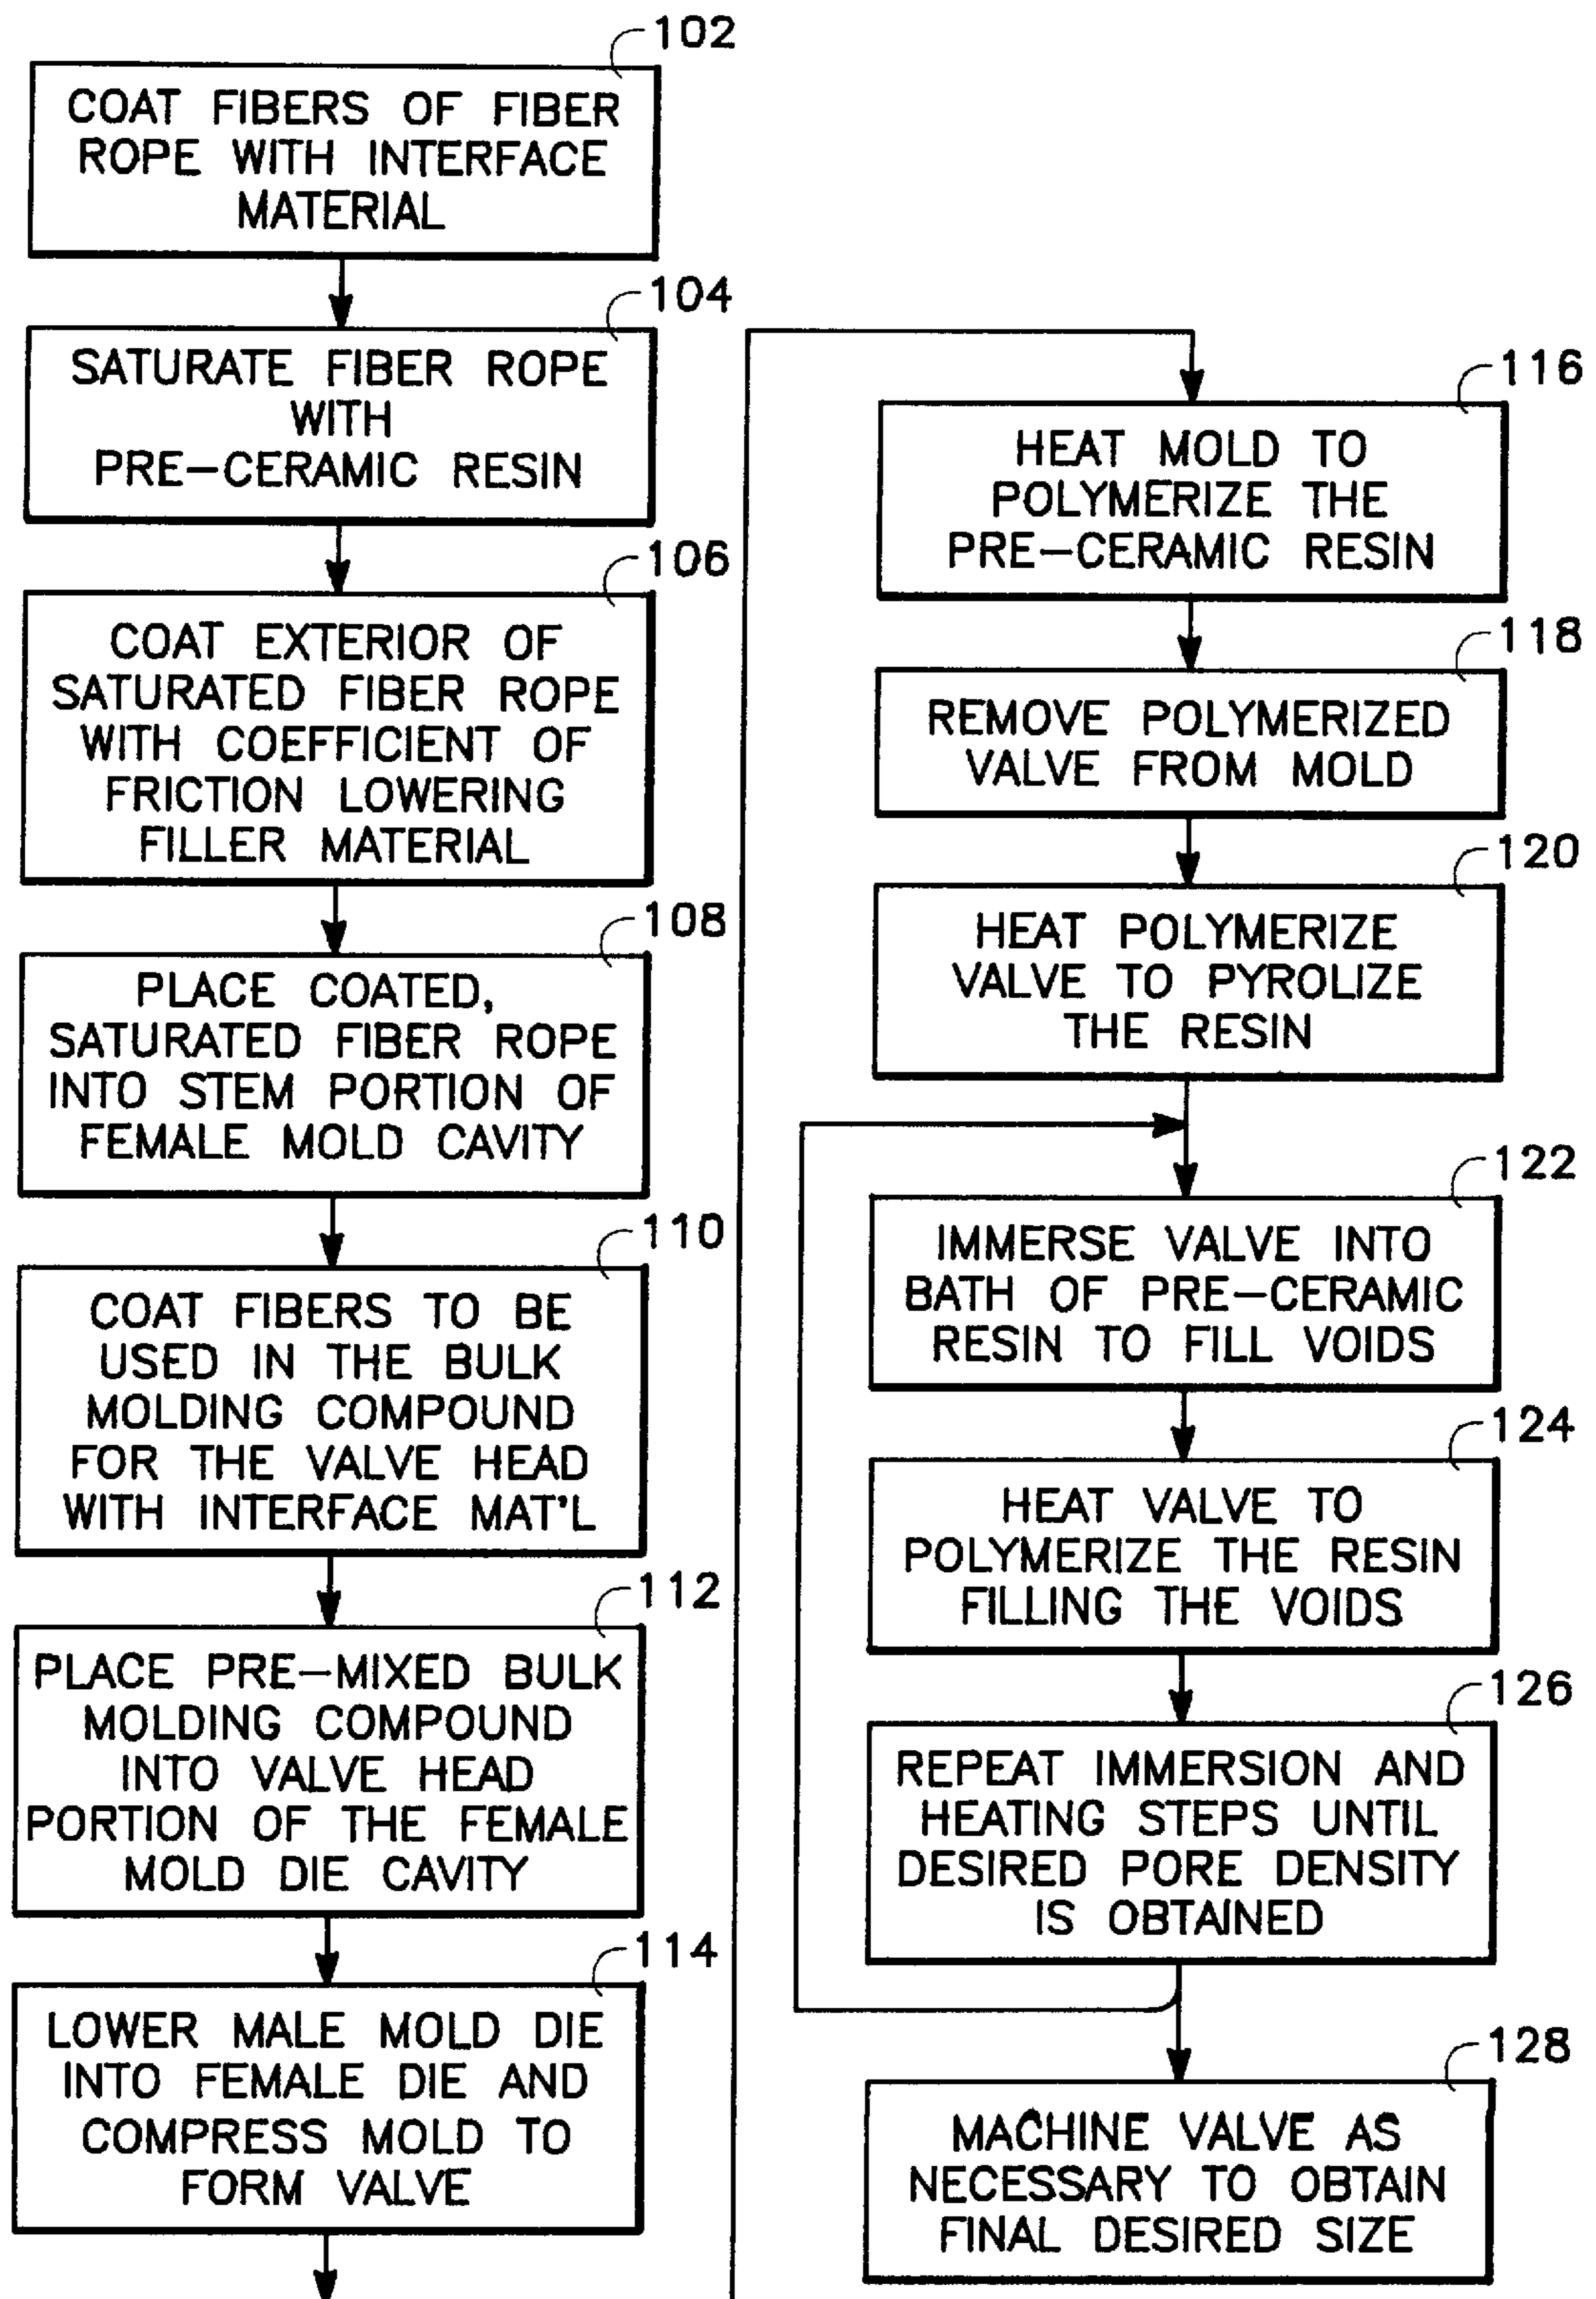 102
COAT FIBERS OF FIBER
ROPE WITH INTERFACE
MATERIAL
104
SATURATE FIBER ROPE
WITH
PRE-CERAMIC RESIN
106
COAT EXTERIOR OF
SATURATED FIBER ROPE
WITH COEFFICIENT OF
FRICTION LOWERING
FILLER MATERIAL
108
PLACE COATED,
SATURATED FIBER ROPE
INTO STEM PORTION OF
FEMALE MOLD CAVITY
110
COAT FIBERS TO BE
USED IN THE BULK
MOLDING COMPOUND
FOR THE VALVE HEAD
WITH INTERFACE MAT'L
112
PLACE PRE-MIXED BULK
MOLDING COMPOUND
INTO VALVE HEAD
PORTION OF THE FEMALE
MOLD DIE CAVITY
114
LOWER MALE MOLD DIE
INTO FEMALE DIE AND
COMPRESS MOLD TO
FORM VALVE
116
HEAT MOLD TO
POLYMERIZE THE
PRE-CERAMIC RESIN
118
REMOVE POLYMERIZED
VALVE FROM MOLD
120
HEAT POLYMERIZE
VALVE TO PYROLIZE
THE RESIN
122
IMMERSE VALVE INTO
BATH OF PRE-CERAMIC
RESIN TO FILL VOIDS
124
HEAT VALVE TO
POLYMERIZE THE RESIN
FILLING THE VOIDS
126
REPEAT IMMERSION AND
HEATING STEPS UNTIL
DESIRED PORE DENSITY
IS OBTAINED
128
MACHINE VALVE AS
NECESSARY TO OBTAIN
FINAL DESIRED SIZE